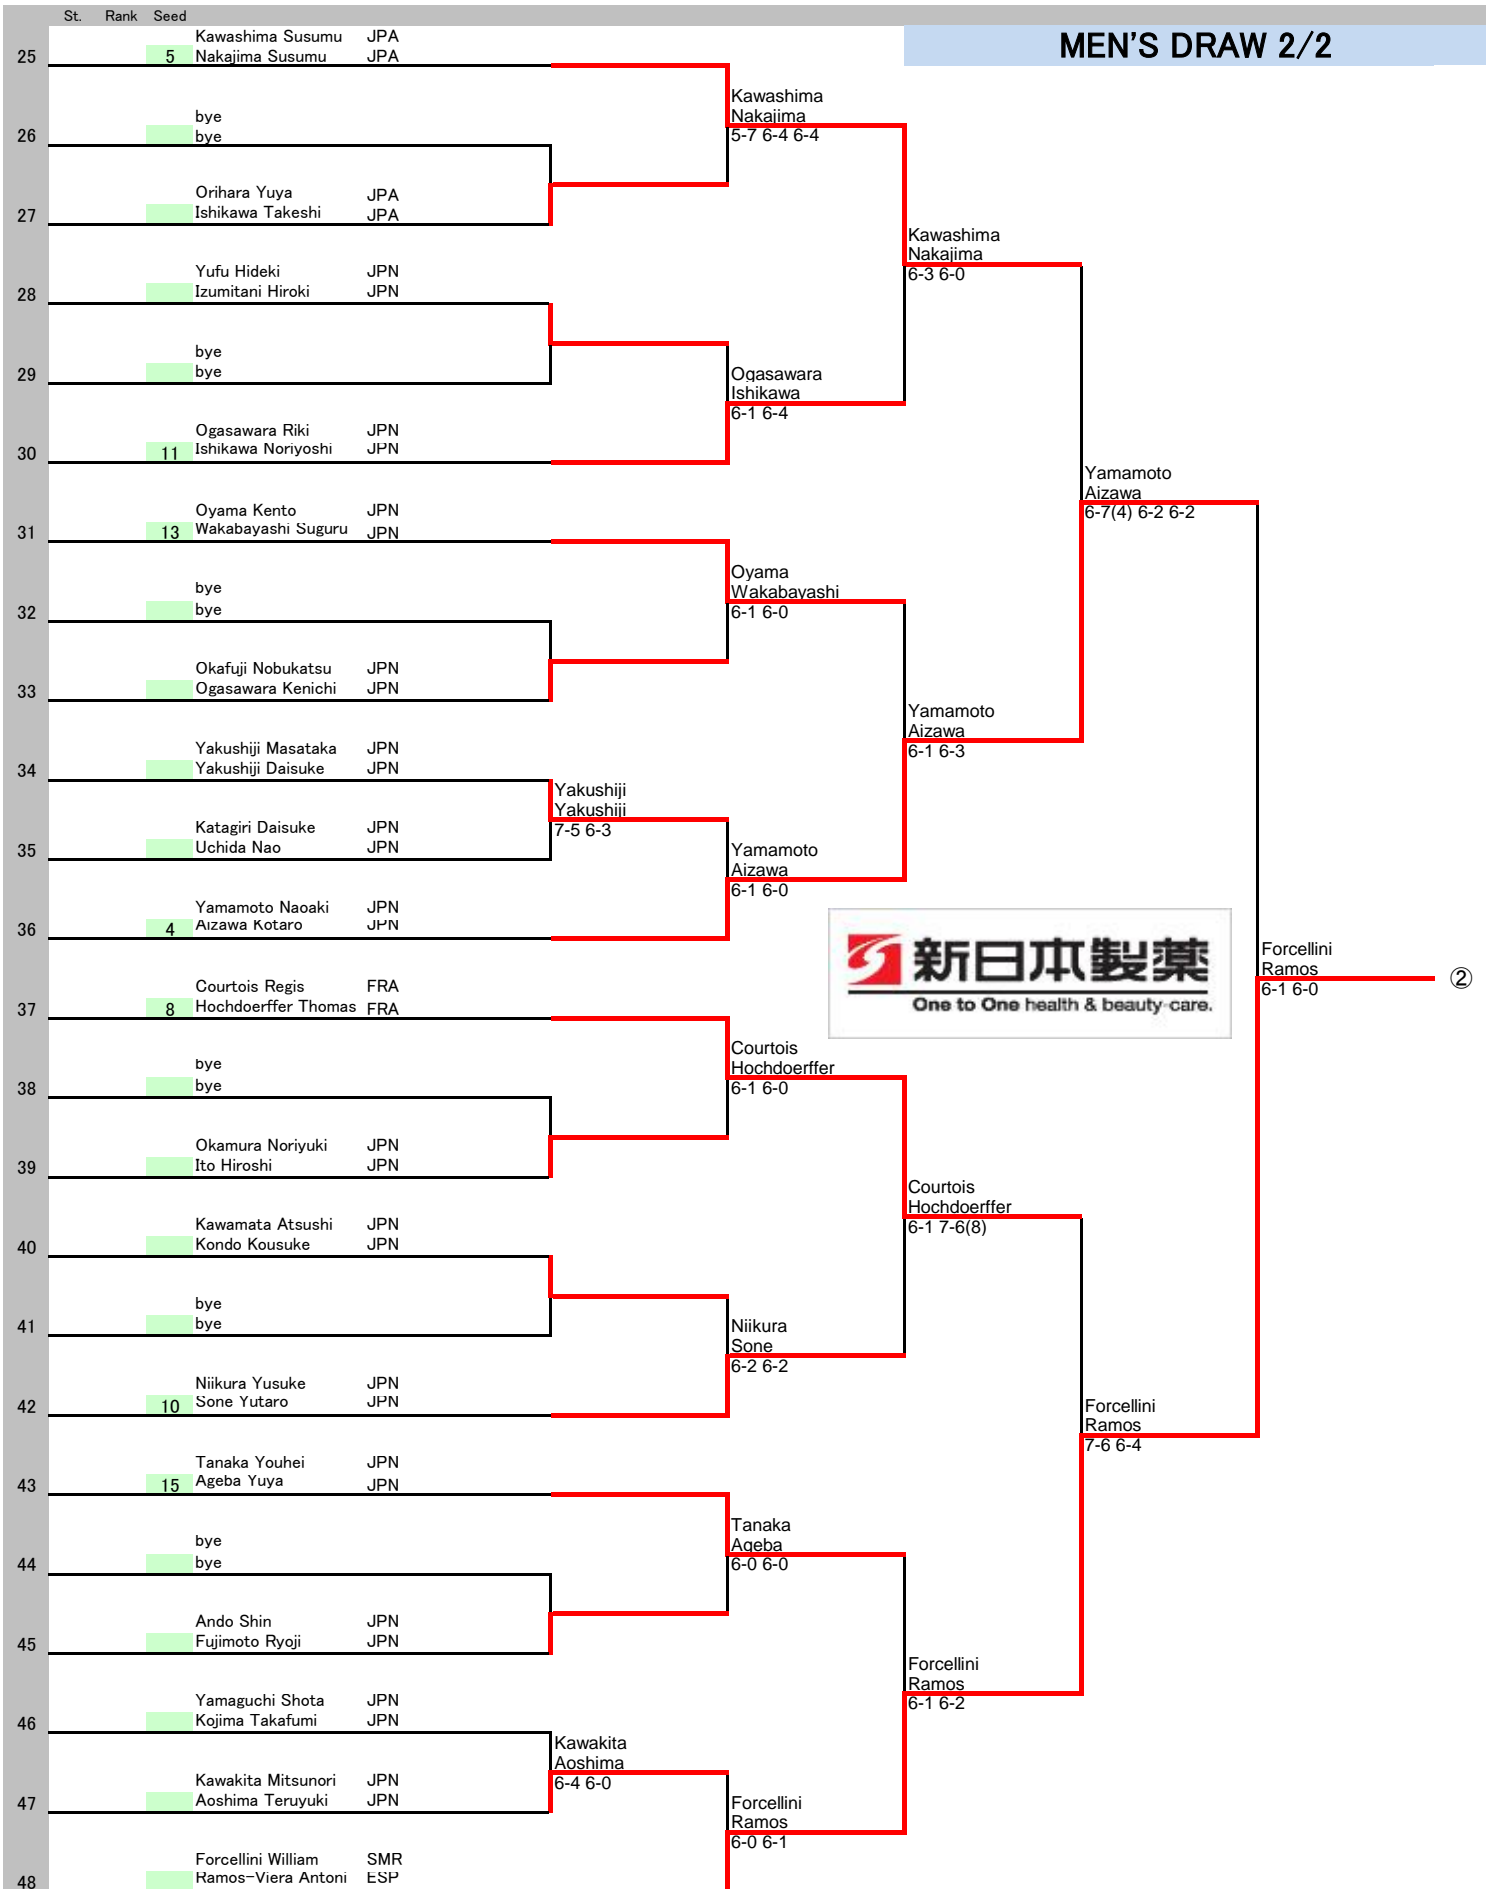 St. Rank Seed
MEN'S DRAW 2/2
Kawashima Susumu JPA
25 5 Nakajima Susumu JPA
Kawashima
Nakajima
5-7 6-4 6-4
bye
26 bye
Orihara Yuya JPA
27 Ishikawa Takeshi JPA
Kawashima
Nakajima
6-3 6-0
Yufu Hideki JPN
28 Izumitani Hiroki JPN
bye
29 bye
Ogasawara
Ishikawa
6-1 6-4
Ogasawara Riki JPN
30 11 Ishikawa Noriyoshi JPN
Yamamoto
Aizawa
6-7(4) 6-2 6-2
Oyama Kento JPN
31 13 Wakabayashi Suguru JPN
Oyama
Wakabayashi
6-1 6-0
bye
32 bye
Okafuji Nobukatsu JPN
33 Ogasawara Kenichi JPN
Yamamoto
Aizawa
6-1 6-3
Yakushiji Masataka JPN
34 Yakushiji Daisuke JPN
Yakushiji
Yakushiji
7-5 6-3
Katagiri Daisuke JPN
35 Uchida Nao JPN
Yamamoto
Aizawa
6-1 6-0
Yamamoto Naoaki JPN
36 4 Aizawa Kotaro JPN
新日本製薬
One to One health & beauty-care.
Forcellini
Ramos
6-1 6-0
②
Courtois Regis FRA
37 8 Hochdoerffer Thomas FRA
Courtois
Hochdoerffer
6-1 6-0
bye
38 bye
Okamura Noriyuki JPN
39 Ito Hiroshi JPN
Courtois
Hochdoerffer
6-1 7-6(8)
Kawamata Atsushi JPN
40 Kondo Kousuke JPN
bye
41 bye
Niikura
Sone
6-2 6-2
Niikura Yusuke JPN
42 10 Sone Yutaro JPN
Forcellini
Ramos
7-6 6-4
Tanaka Youhei JPN
43 15 Ageba Yuya JPN
Tanaka
Ageba
6-0 6-0
bye
44 bye
Ando Shin JPN
45 Fujimoto Ryoji JPN
Forcellini
Ramos
6-1 6-2
Yamaguchi Shota JPN
46 Kojima Takafumi JPN
Kawakita
Aoshima
6-4 6-0
Kawakita Mitsunori JPN
47 Aoshima Teruyuki JPN
Forcellini
Ramos
6-0 6-1
Forcellini William SMR
48 Ramos-Viera Antoni ESP